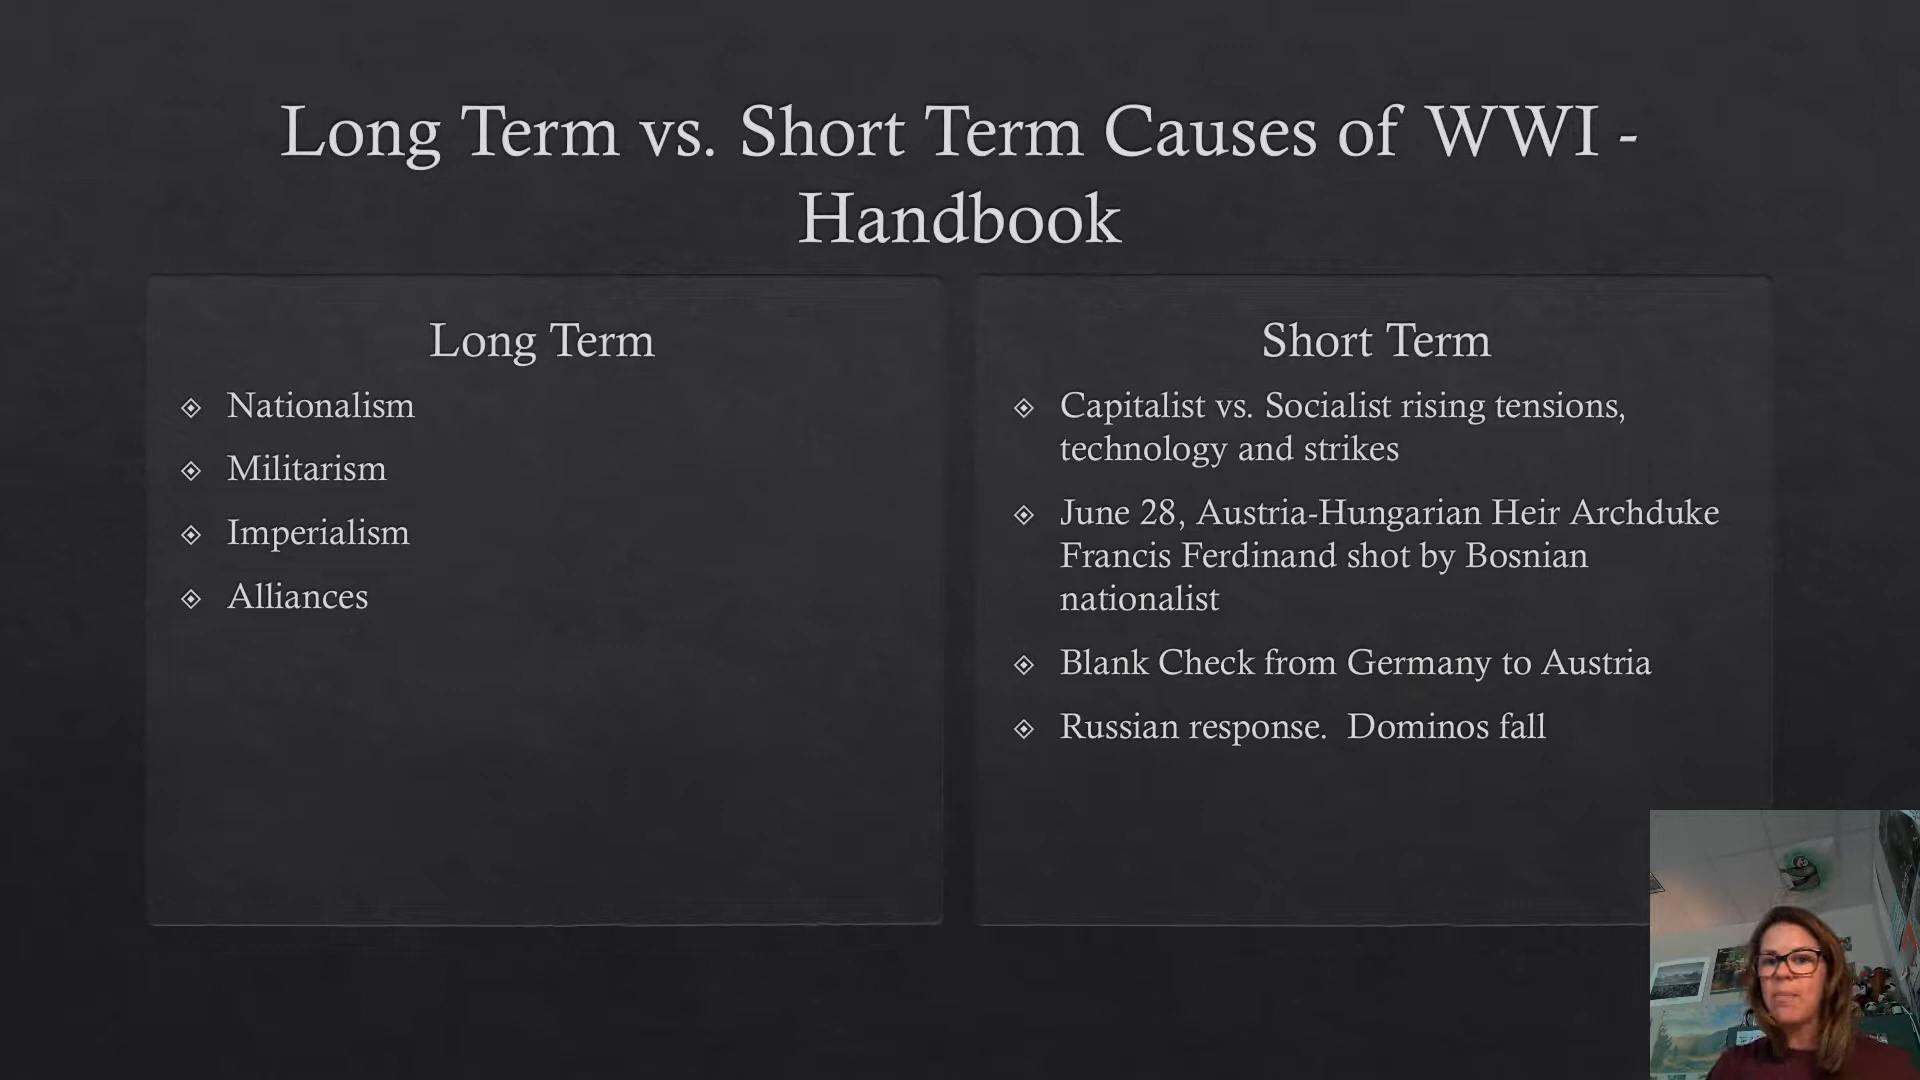 Long Term vs. Short Term Causes of WWI -
Handbook
Long Term
Nationalism
Militarism
Imperialism
Alliances
Short Term
Capitalist vs. Socialist rising tensions,
technology and strikes
June 28, Austria-Hungarian Heir Archduke
Francis Ferdinand shot by Bosnian
nationalist
Blank Check from Germany to Austria
Russian response.  Dominos fall